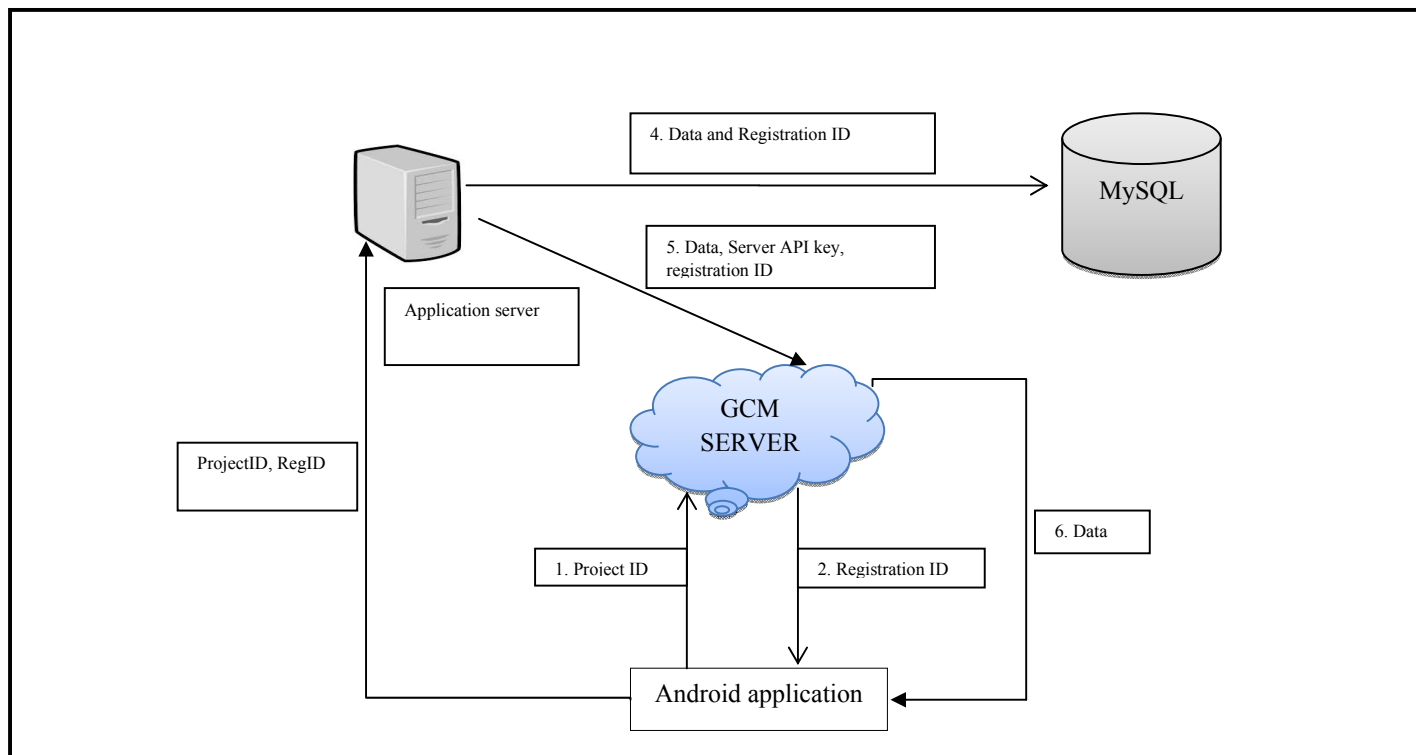 4. Data and Registration ID
MySQL
5. Data, Server API key,
registration ID
Application server
GCM
SERVER
ProjectID, RegID
6. Data
1. Project ID
2. Registration ID
Android application